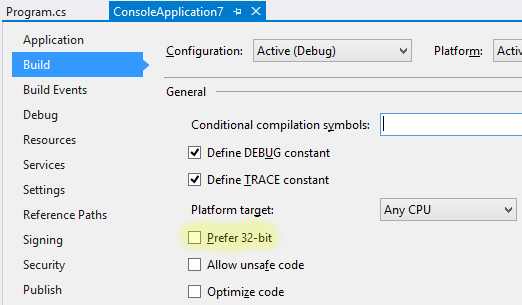 Program.cs ConsoleApplication7
Application
Configuration: Active (Debug) Platform: Activ
Build
Build Events
General
Debug
Conditional compilation symbols:
Resources
Define DEBUG constant
Services
Define TRACE constant
Settings
Reference Paths
Platform target: Any CPU
Signing
Prefer 32-bit
Security
Allow unsafe code
Publish
Optimize code